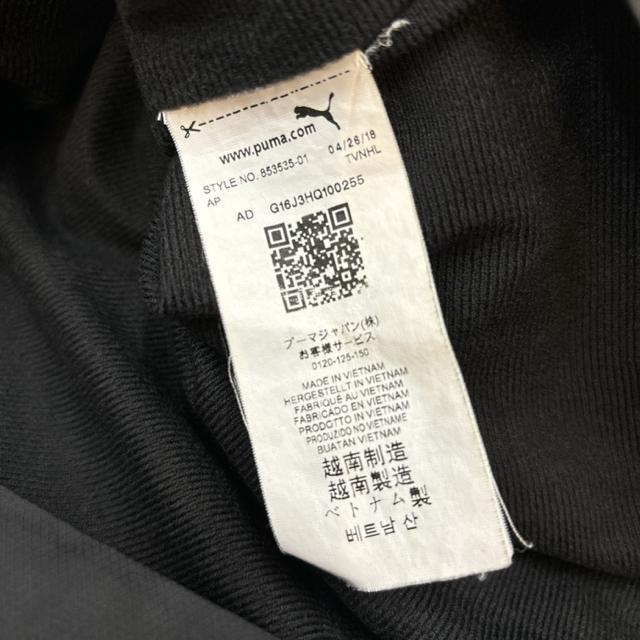 www.puma.com
STYLE NO. 853535-01 04/26/18
AP TVNHL
AD G16J3HQ100255
プーマジャパン(株)
お客様サービス
0120-125-150
MADE IN VIETNAM
HERGESTELLT IN VIETNAM
FABRIQUÉ AU VIETNAM
FABRICADO EN VIETNAM
PRODOTTO IN VIETNAM
PRODUZIDO NO VIETNAM
BUATAN VIETNAM
越南制造
越南製造
ベトナム製
베트남 산